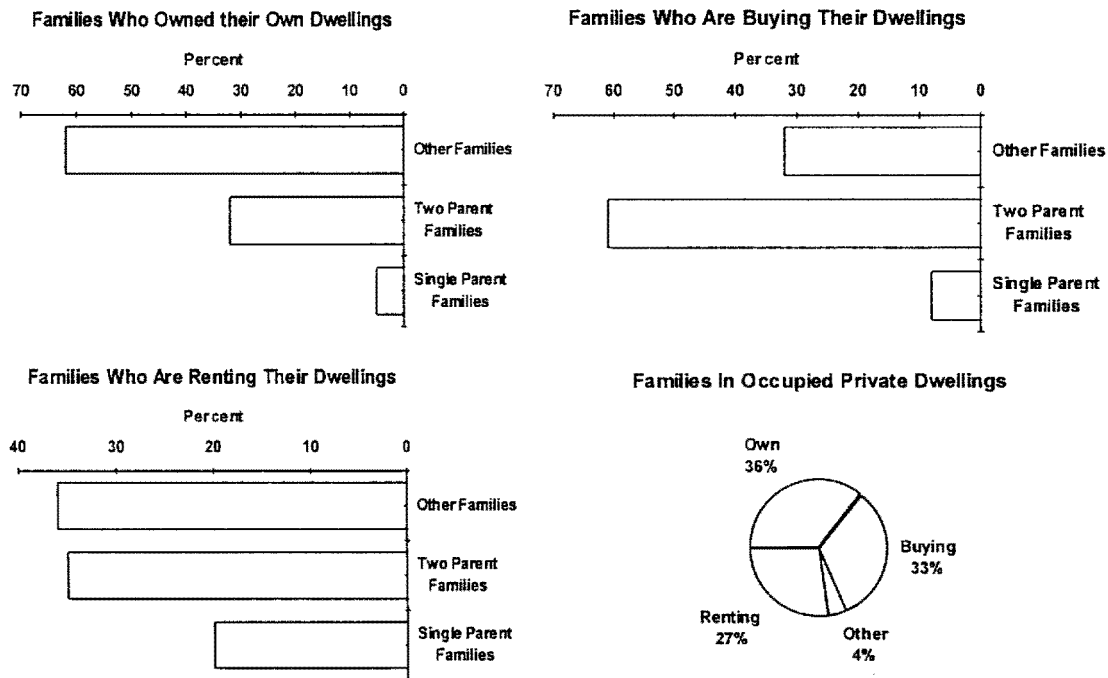 Families Who Owned their Own Dwellings
Percent
70 60 50 40 30 20 10 0
Other Families
Two Parent
Families
Single Parent
Families
Families Who Are Buying Their Dwellings
Percent
70 60 50 40 30 20 10 0
Other Families
Two Parent
Families
Single Parent
Families
Families Who Are Renting Their Dwellings
Percent
40 30 20 10 0
Other Families
Two Parent
Families
Single Parent
Families
Families In Occupied Private Dwellings
Own
36%
Buying
33%
Renting
27%
Other
4%